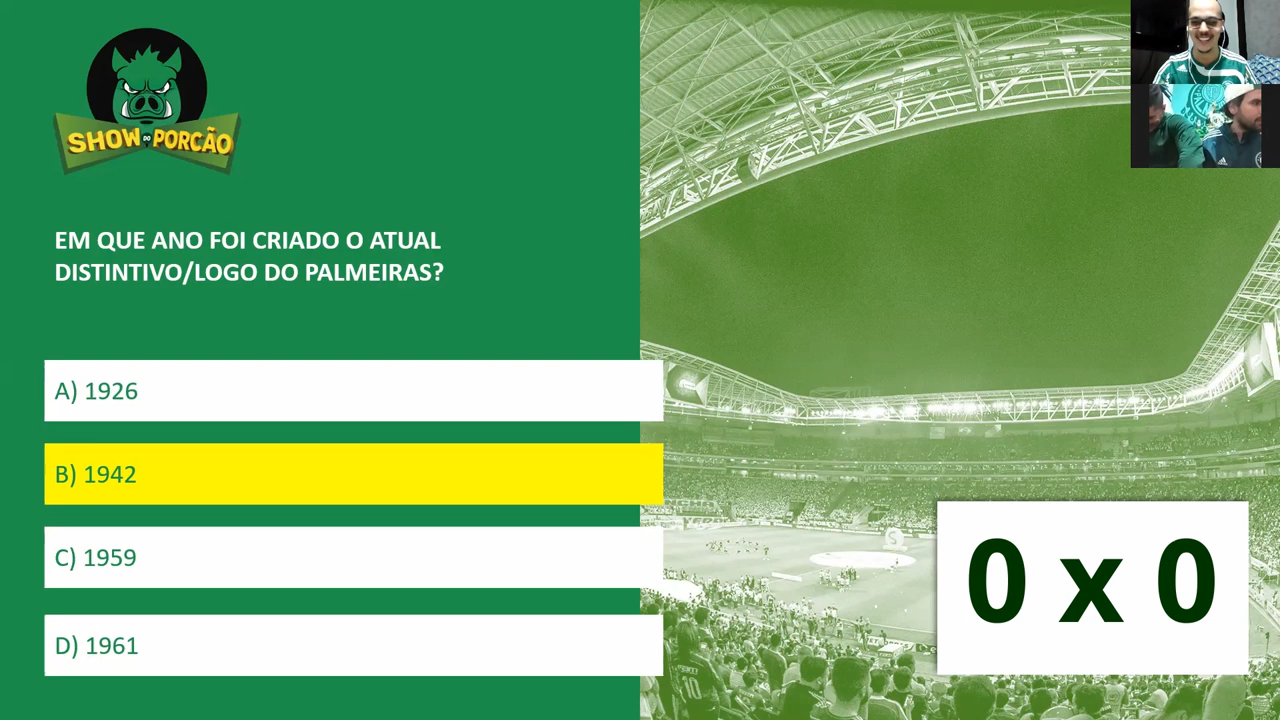 SHOW DO PORCÃO
EM QUE ANO FOI CRIADO O ATUAL
DISTINTIVO/LOGO DO PALMEIRAS?
A) 1926
B) 1942
C) 1959
D) 1961
0 x 0
10